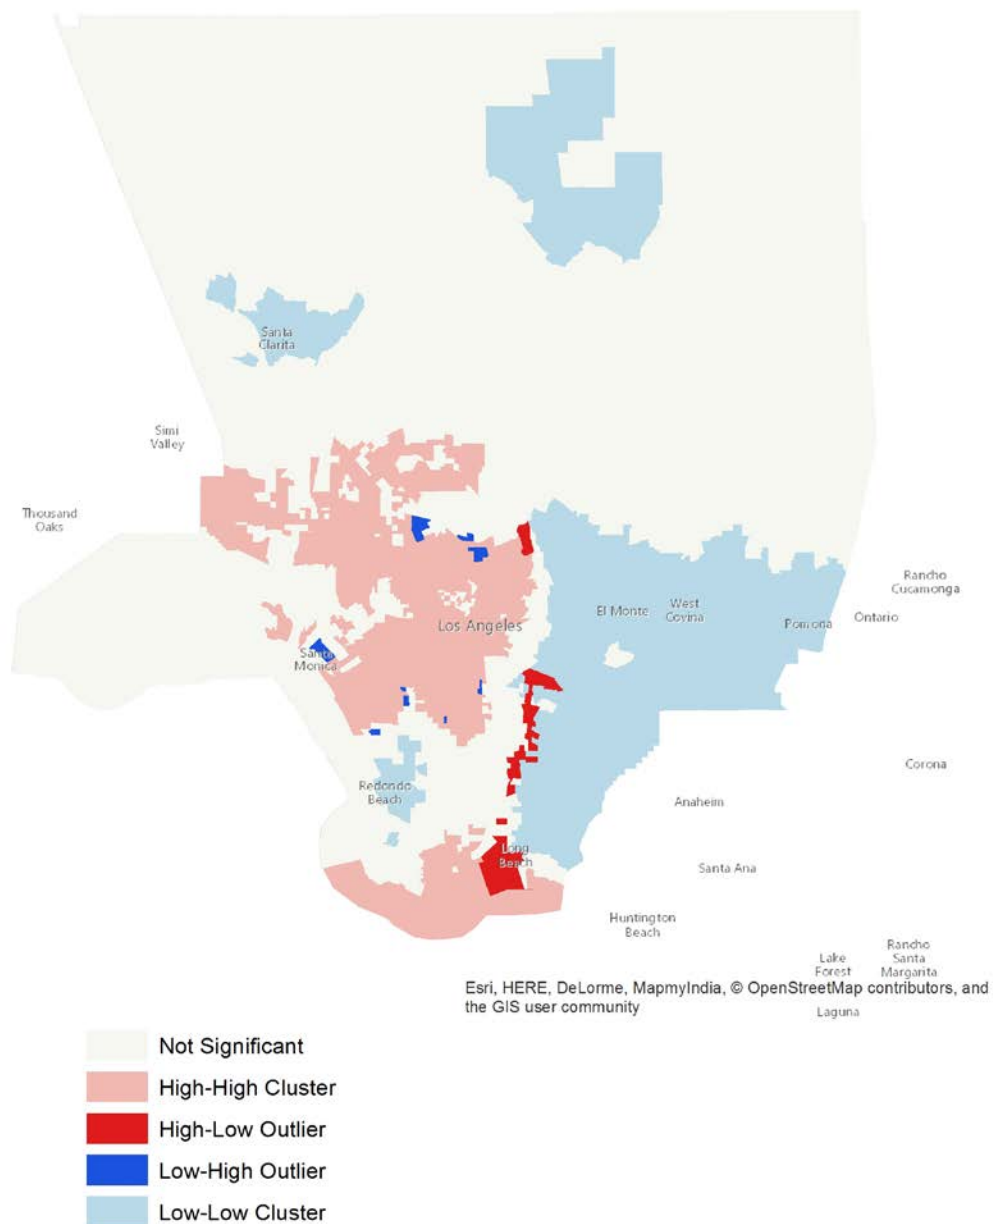 Santa
Clarita
Simi
Valley
Thousand
Oaks
Rancho
Cucamonga
El Monte
West
Covina
Ontario
Pomona
Los Angeles
Santa
Monica
Corona
Redondo
Beach
Anaheim
Long
Beach
Santa Ana
Huntington
Beach
Rancho
Santa
Margarita
Lake
Forest
Esri, HERE, DeLorme, MapmyIndia, © OpenStreetMap contributors, and
the GIS user community
Laguna
Not Significant
High-High Cluster
High-Low Outlier
Low-High Outlier
Low-Low Cluster